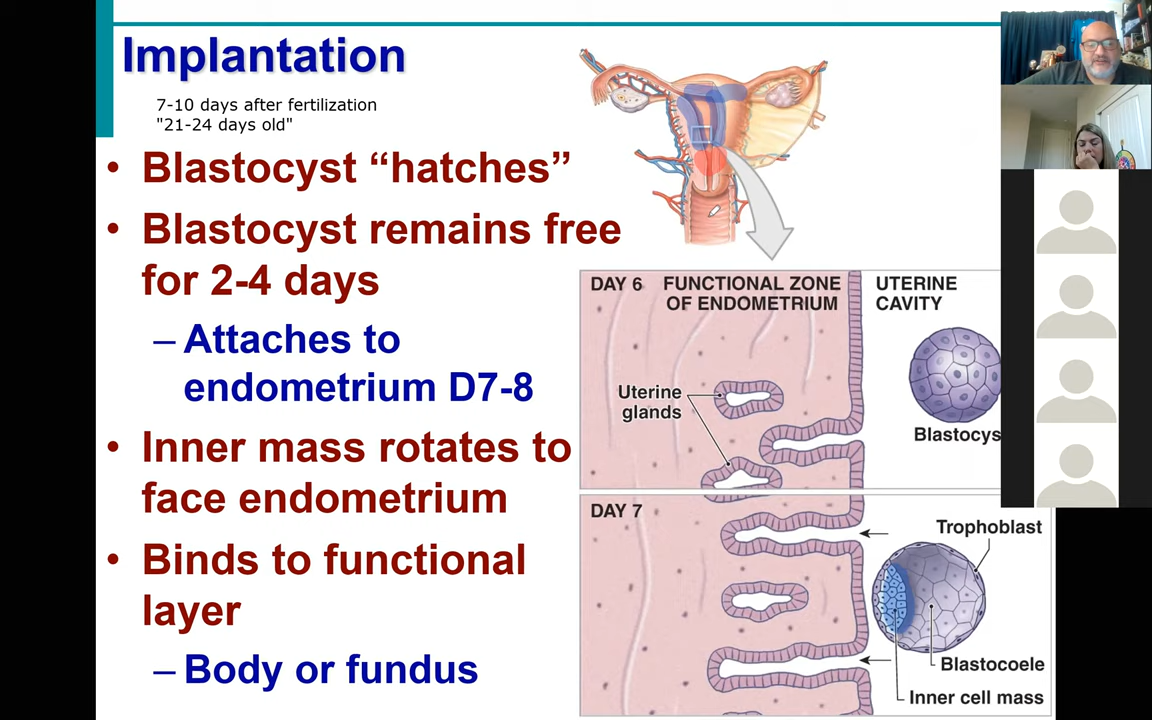 Implantation
7-10 days after fertilization
"21-24 days old"
• Blastocyst “hatches”
• Blastocyst remains free
for 2-4 days
– Attaches to
endometrium D7-8
• Inner mass rotates to
face endometrium
• Binds to functional
layer
– Body or fundus
DAY 6
FUNCTIONAL ZONE
OF ENDOMETRIUM
UTERINE
CAVITY
Uterine
glands
Blastocys
DAY 7
Trophoblast
Blastocoele
Inner cell mass